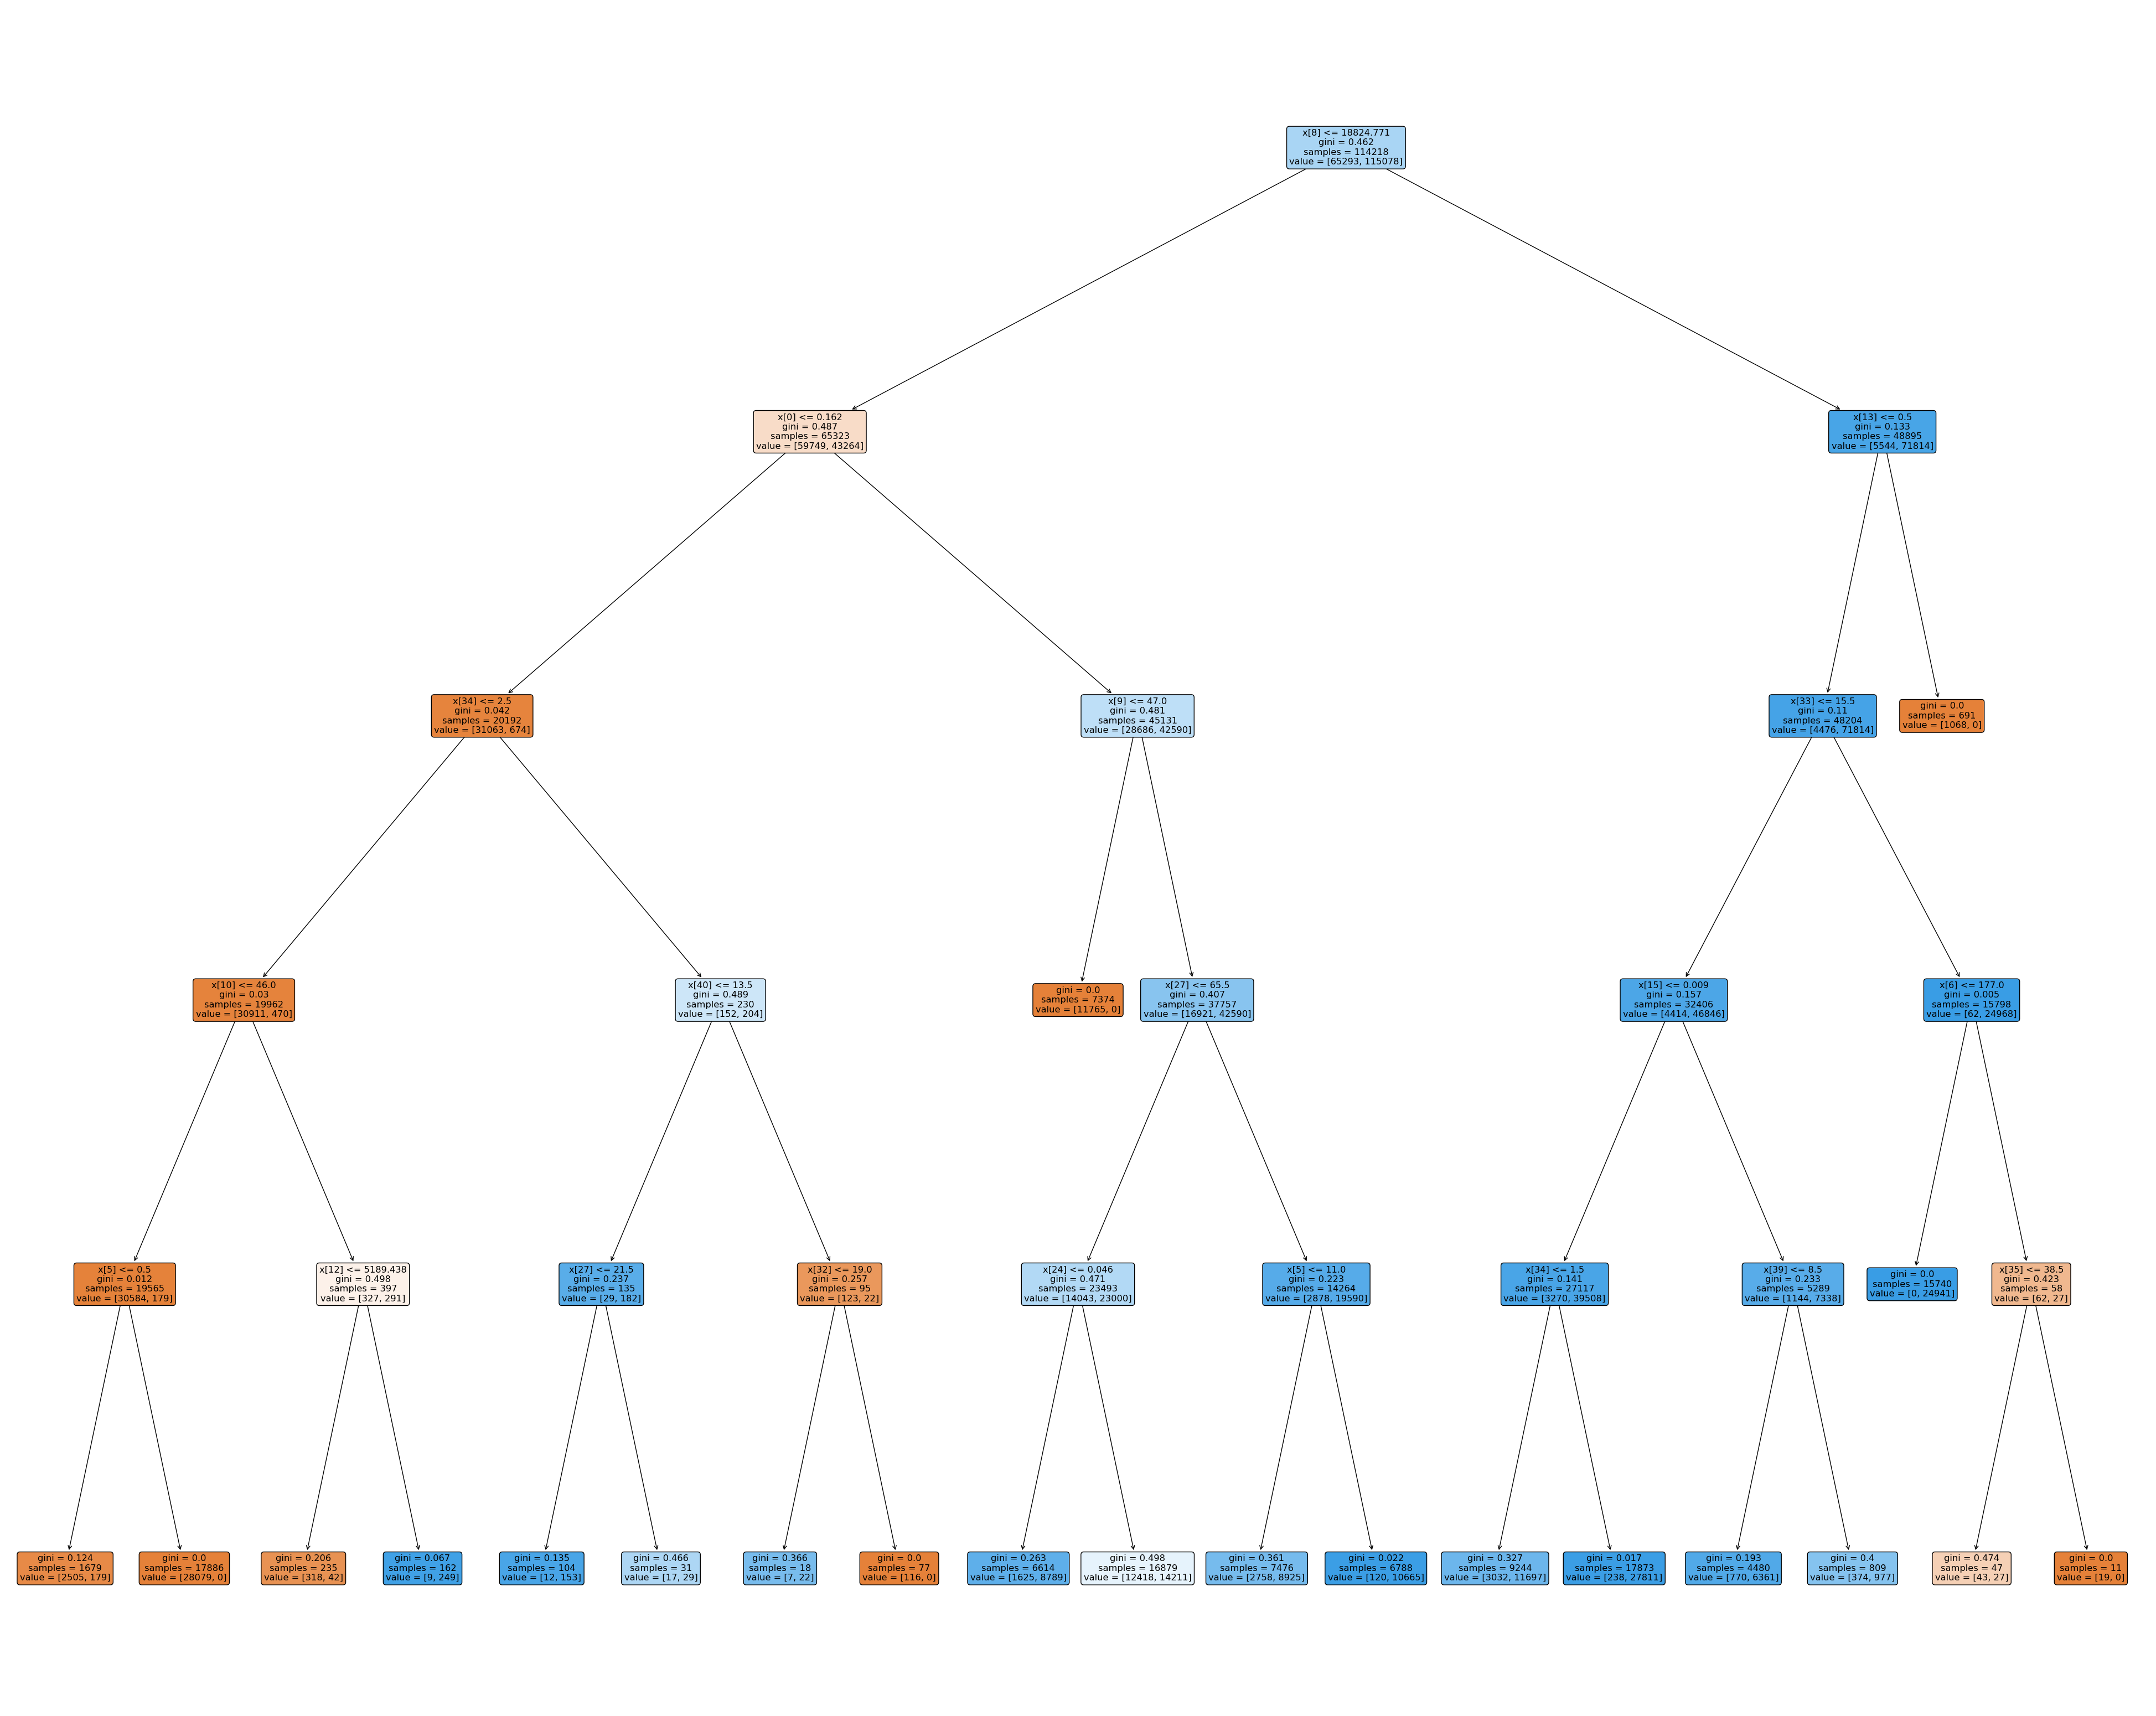 x[8] <= 18824.771
gini = 0.462
samples = 114218
value = [65293, 115078]
x[0] <= 0.162
gini = 0.487
samples = 65323
value = [59749, 43264]
x[13] <= 0.5
gini = 0.133
samples = 48895
value = [5544, 71814]
x[34] <= 2.5
gini = 0.042
samples = 20192
value = [31063, 674]
x[9] <= 47.0
gini = 0.481
samples = 45131
value = [28686, 42590]
x[33] <= 15.5
gini = 0.11
samples = 48204
value = [4476, 71814]
gini = 0.0
samples = 691
value = [1068, 0]
x[10] <= 46.0
gini = 0.03
samples = 19962
value = [30911, 470]
x[40] <= 13.5
gini = 0.489
samples = 230
value = [152, 204]
gini = 0.0
samples = 7374
value = [11765, 0]
x[27] <= 65.5
gini = 0.407
samples = 37757
value = [16921, 42590]
x[15] <= 0.009
gini = 0.157
samples = 32406
value = [4414, 46846]
x[6] <= 177.0
gini = 0.005
samples = 15798
value = [62, 24968]
x[5] <= 0.5
gini = 0.012
samples = 19565
value = [30584, 179]
x[12] <= 5189.438
gini = 0.498
samples = 397
value = [327, 291]
x[27] <= 21.5
gini = 0.237
samples = 135
value = [29, 182]
x[32] <= 19.0
gini = 0.257
samples = 95
value = [123, 22]
x[24] <= 0.046
gini = 0.471
samples = 23493
value = [14043, 23000]
x[5] <= 11.0
gini = 0.223
samples = 14264
value = [2878, 19590]
x[34] <= 1.5
gini = 0.141
samples = 27117
value = [3270, 39508]
x[39] <= 8.5
gini = 0.233
samples = 5289
value = [1144, 7338]
gini = 0.0
samples = 15740
value = [0, 24941]
x[35] <= 38.5
gini = 0.423
samples = 58
value = [62, 27]
gini = 0.124
samples = 1679
value = [2505, 179]
gini = 0.0
samples = 17886
value = [28079, 0]
gini = 0.206
samples = 235
value = [318, 42]
gini = 0.067
samples = 162
value = [9, 249]
gini = 0.135
samples = 104
value = [12, 153]
gini = 0.466
samples = 31
value = [17, 29]
gini = 0.366
samples = 18
value = [7, 22]
gini = 0.0
samples = 77
value = [116, 0]
gini = 0.263
samples = 6614
value = [1625, 8789]
gini = 0.498
samples = 16879
value = [12418, 14211]
gini = 0.361
samples = 7476
value = [2758, 8925]
gini = 0.022
samples = 6788
value = [120, 10665]
gini = 0.327
samples = 9244
value = [3032, 11697]
gini = 0.017
samples = 17873
value = [238, 27811]
gini = 0.193
samples = 4480
value = [770, 6361]
gini = 0.4
samples = 809
value = [374, 977]
gini = 0.474
samples = 47
value = [43, 27]
gini = 0.0
samples = 11
value = [19, 0]